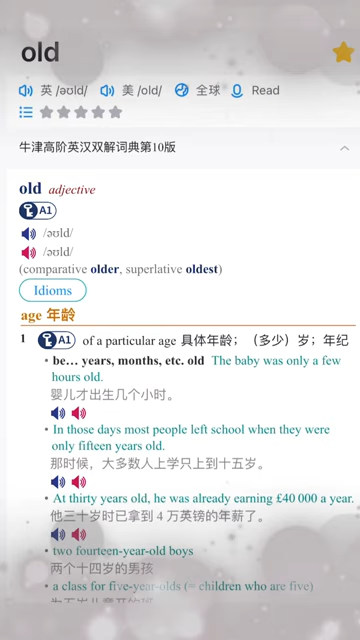 old
英 /əʊld/ 美 /old/ 全球 Read
牛津高阶英汉双解词典第10版
old adjective
A1
/əʊld/
/əʊld/
(comparative older, superlative oldest)
Idioms
age 年龄
1 A1 of a particular age 具体年龄；（多少）岁；年纪
• be… years, months, etc. old The baby was only a few
hours old.
婴儿才出生几个小时。
• In those days most people left school when they were
only fifteen years old.
那时候，大多数人上学只上到十五岁。
• At thirty years old, he was already earning £40 000 a year.
他三十岁时已拿到 4 万英镑的年薪了。
• two fourteen-year-old boys
两个十四岁的男孩
• a class for five-year-olds (= children who are five)